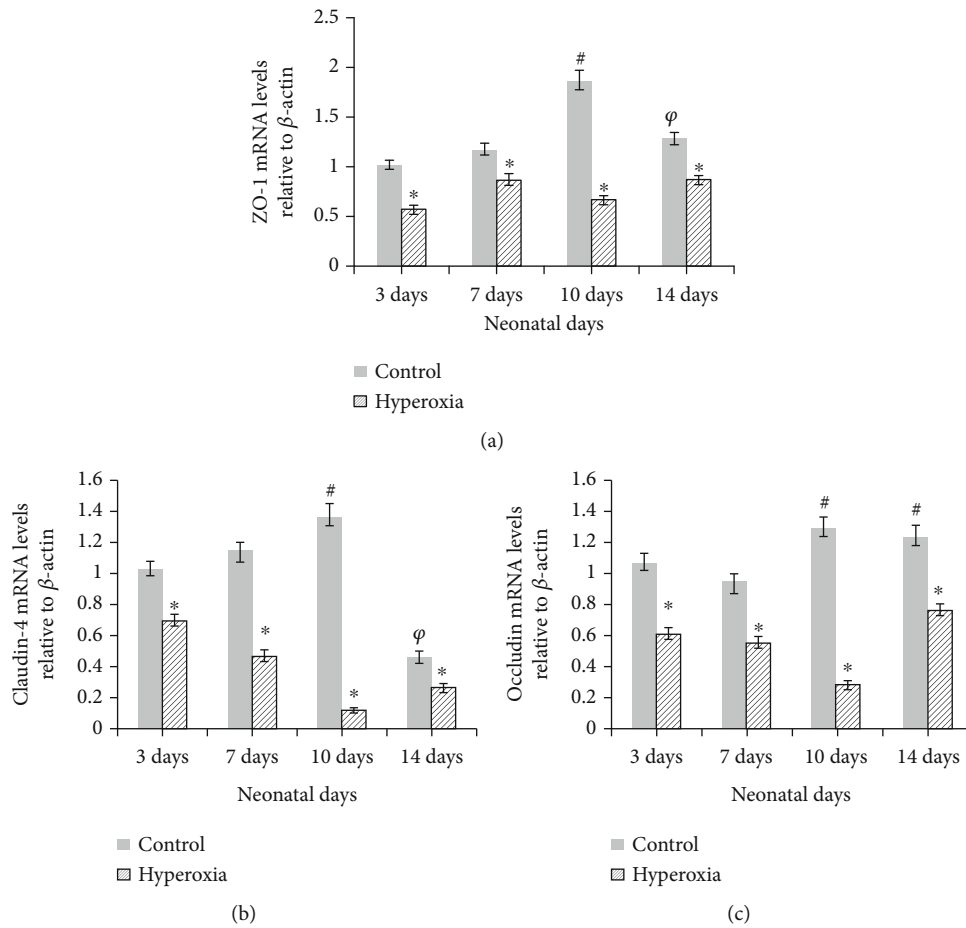 2.5
2
1.5
1
0.5
0
ZO-1 mRNA levels
relative to β-actin
#
φ
*
*
*
*
3 days 7 days 10 days 14 days
Neonatal days
Control
Hyperoxia
(a)
1.6
1.4
1.2
1
0.8
0.6
0.4
0.2
0
Claudin-4 mRNA levels
relative to β-actin
#
*
*
φ
*
*
3 days 7 days 10 days 14 days
Neonatal days
Control
Hyperoxia
(b)
1.6
1.4
1.2
1
0.8
0.6
0.4
0.2
0
Occludin mRNA levels
relative to β-actin
# #
*
*
*
*
3 days 7 days 10 days 14 days
Neonatal days
Control
Hyperoxia
(c)